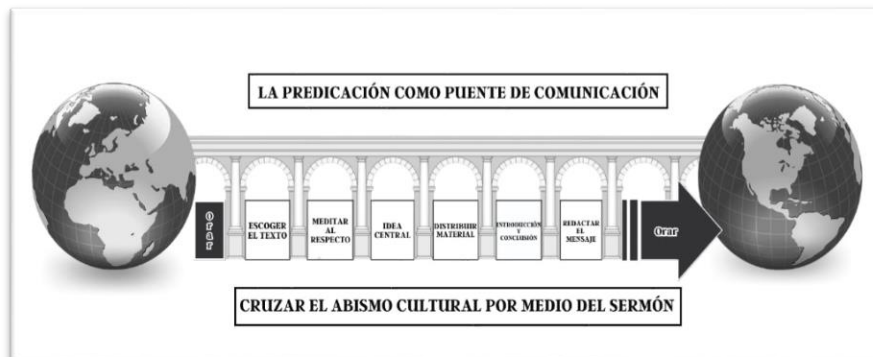 LA PREDICACIÓN COMO PUENTE DE COMUNICACIÓN
Orar
ESCOGER
EL TEXTO
MEDITAR
AL
RESPECTO
IDEA
CENTRAL
DISTRIBUIR
MATERIAL
INTRODUCCIÓN
Y
CONCLUSIÓN
REDACTAR
EL
MENSAJE
Orar
CRUZAR EL ABISMO CULTURAL POR MEDIO DEL SERMÓN